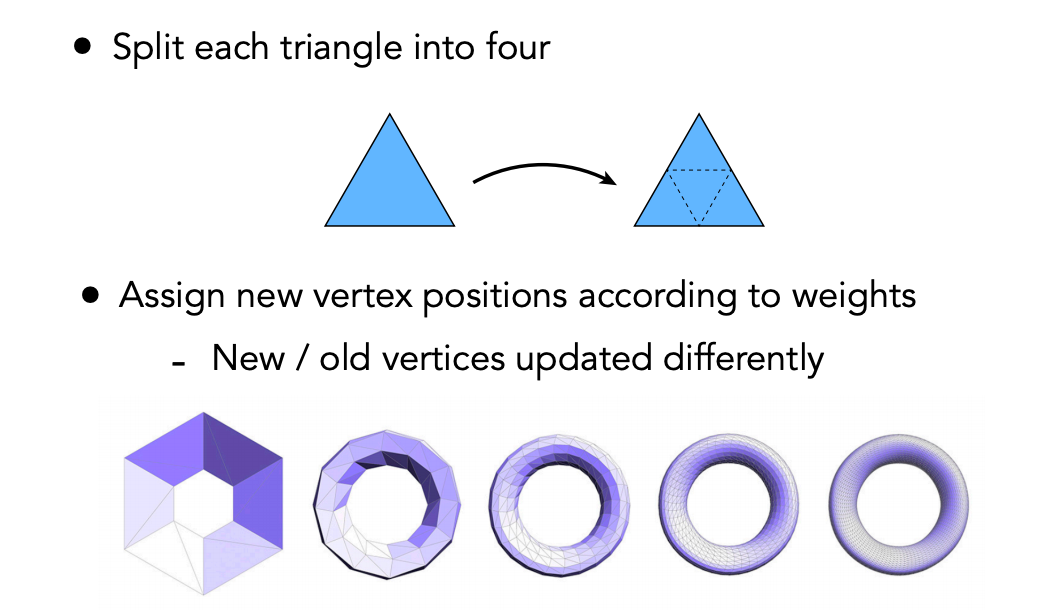 • Split each triangle into four
• Assign new vertex positions according to weights
- New / old vertices updated differently